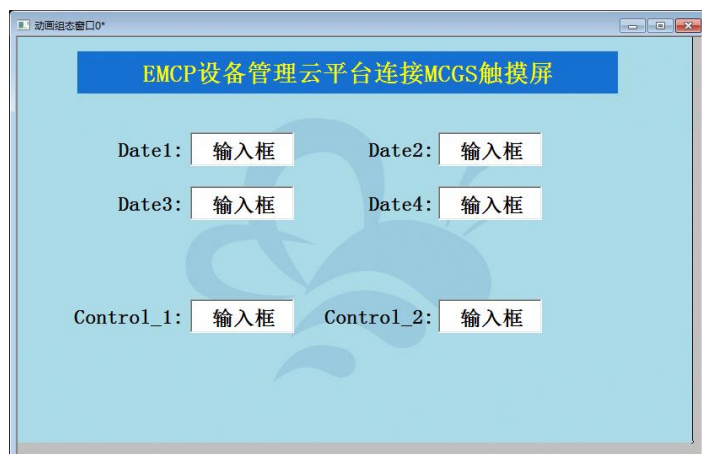 动画组态窗口0*
EMCP设备管理云平台连接MCGS触摸屏
Date1: 输入框 Date2: 输入框
Date3: 输入框 Date4: 输入框
Control_1: 输入框 Control_2: 输入框